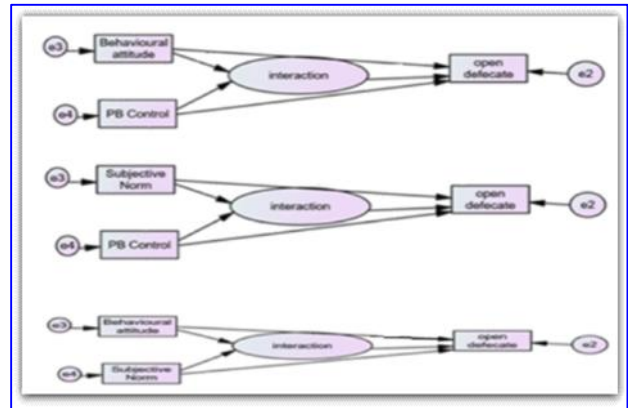 e3
Behavioural
attitude
interaction
open
defecate
e2
e4
PB Control
e3
Subjective
Norm
interaction
open
defecate
e2
e4
PB Control
e3
Behavioural
attitude
interaction
open
defecate
e2
e4
Subjective
Norm